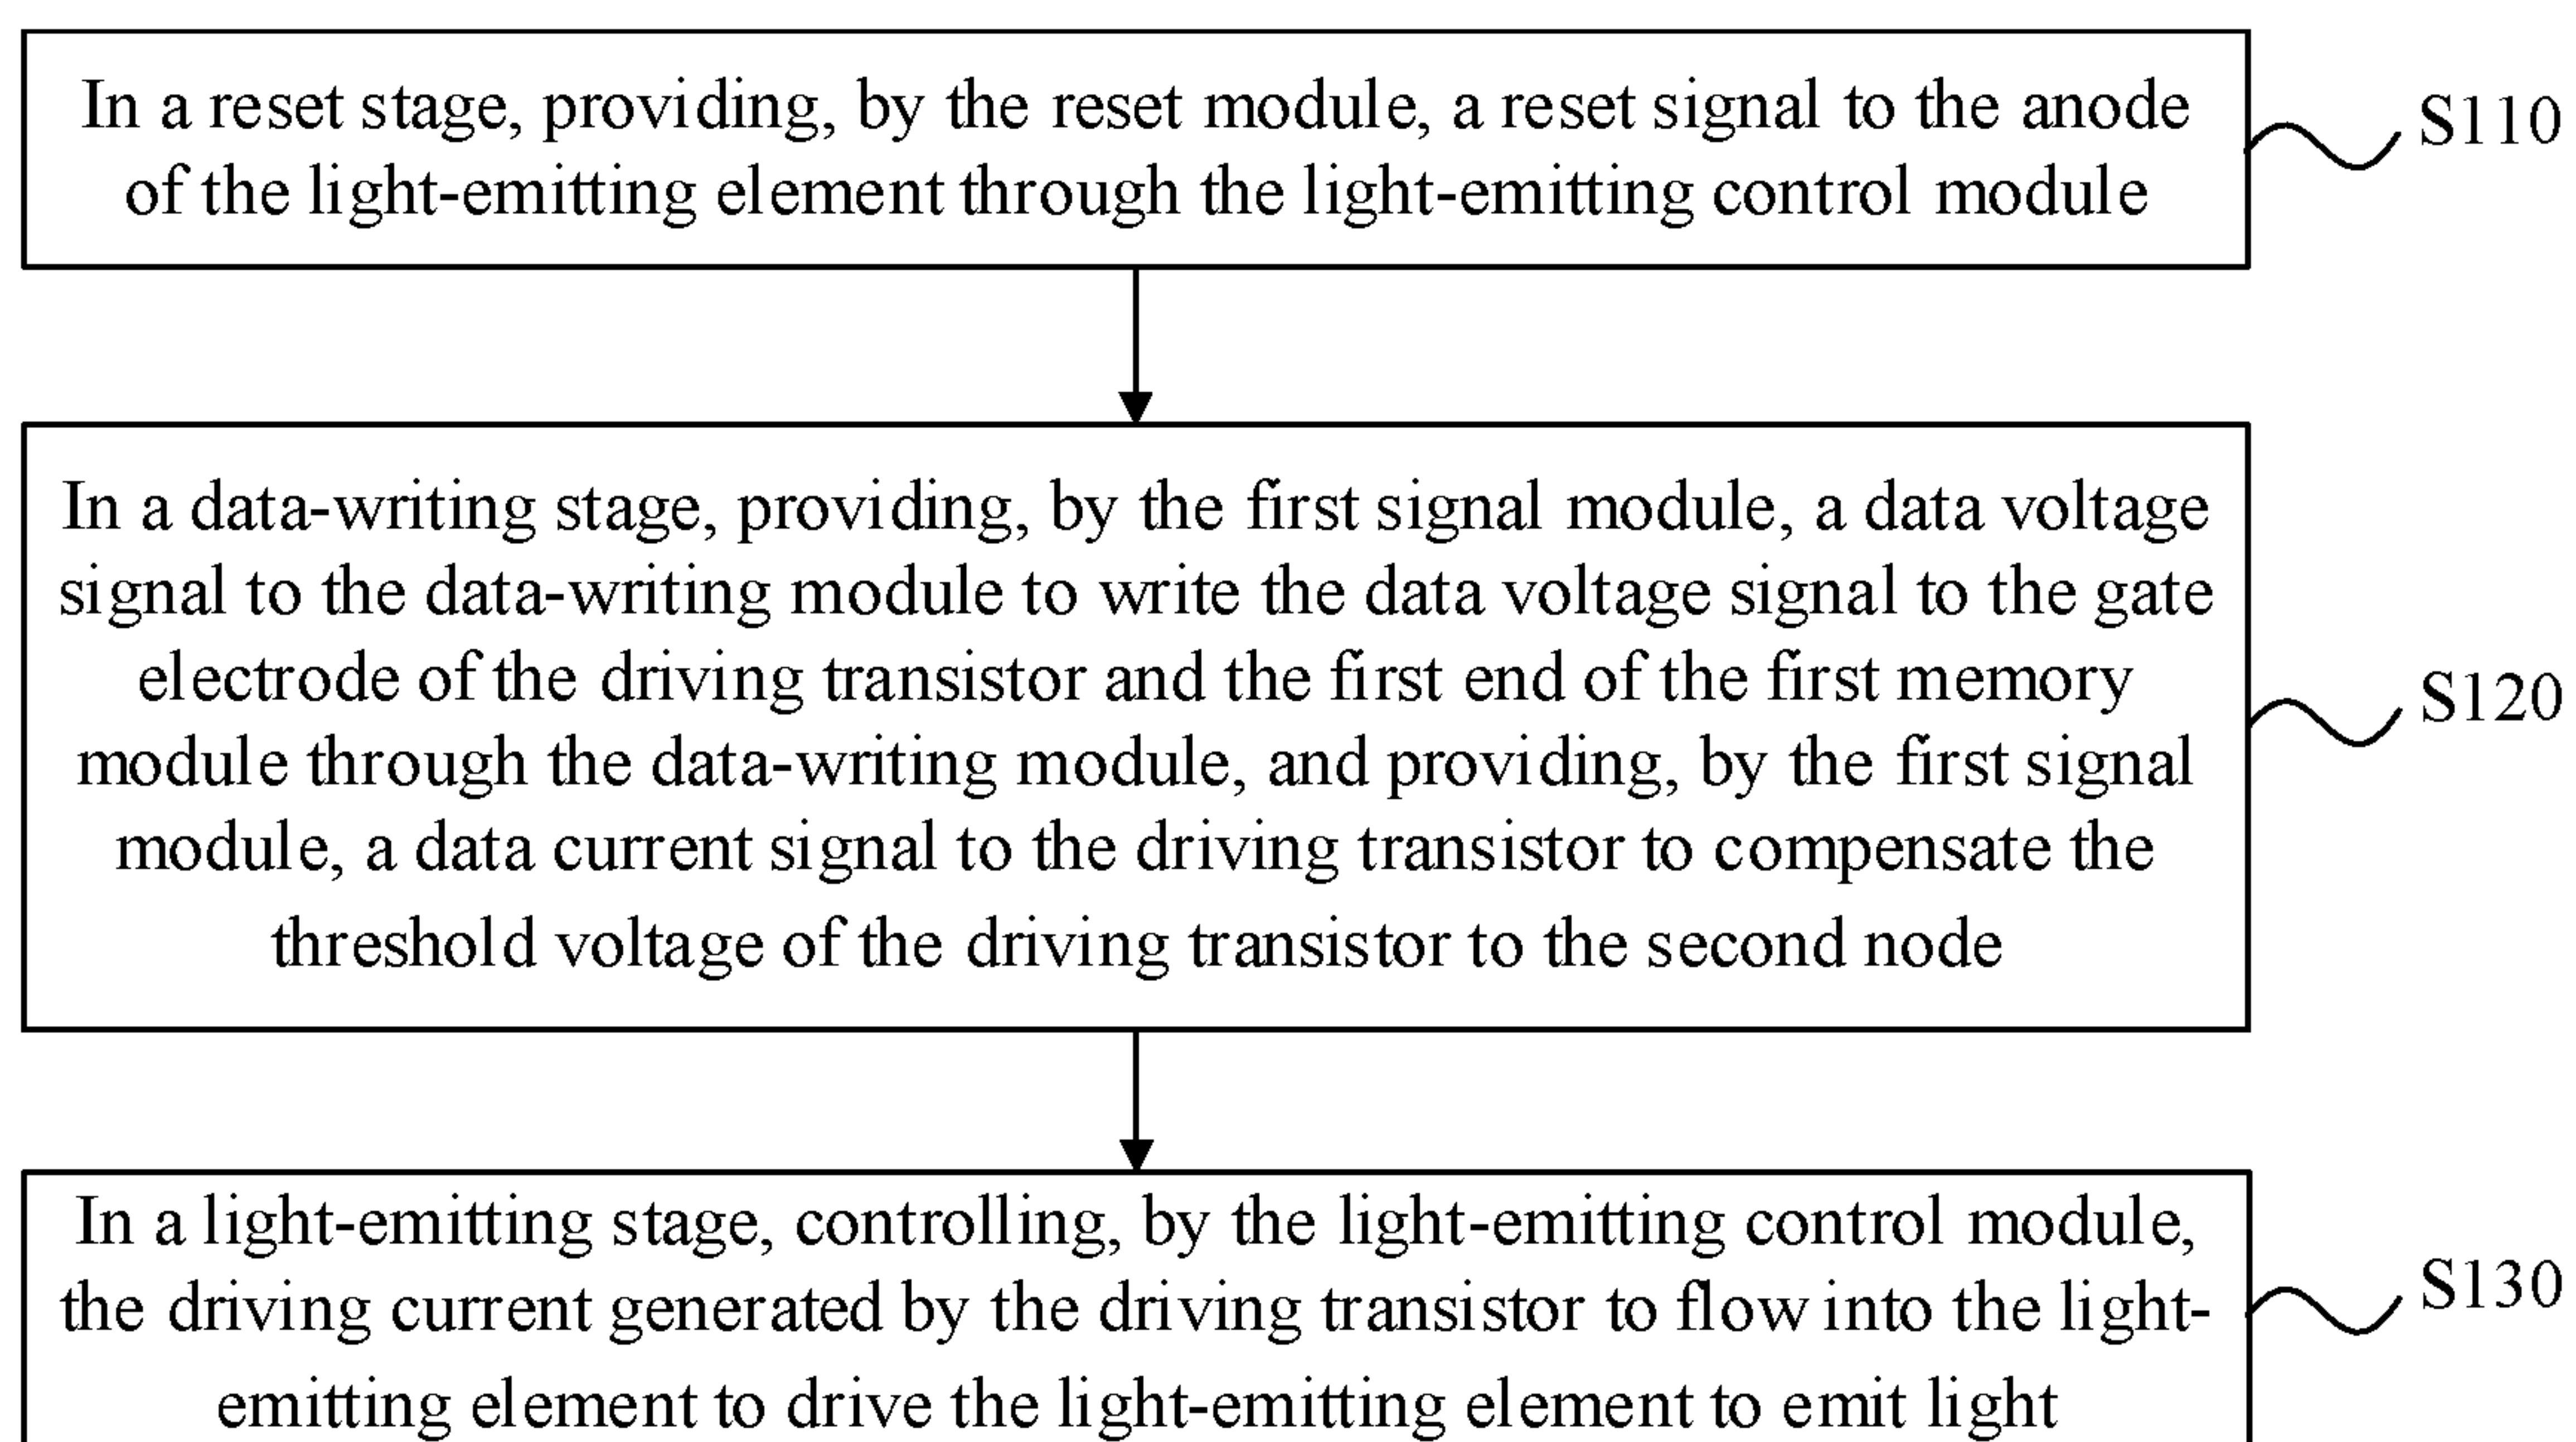 In a reset stage, providing, by the reset module, a reset signal to the anode
of the light-emitting element through the light-emitting control module
S110
In a data-writing stage, providing, by the first signal module, a data voltage
signal to the data-writing module to write the data voltage signal to the gate
electrode of the driving transistor and the first end of the first memory
module through the data-writing module, and providing, by the first signal
module, a data current signal to the driving transistor to compensate the
threshold voltage of the driving transistor to the second node
S120
In a light-emitting stage, controlling, by the light-emitting control module,
the driving current generated by the driving transistor to flow into the light-
emitting element to drive the light-emitting element to emit light
S130